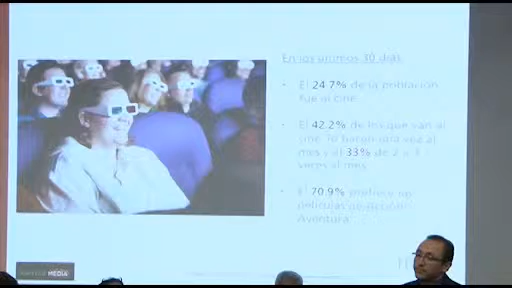 En los últimos 30 días
• El 24.7% de la población
fue al cine
• El 42.2% de los que van al
cine lo hacen una vez al
mes y el 33% de 2 a 3
veces al mes
• El 70.9% prefiere
películas de Acción
Aventura
MEDIA